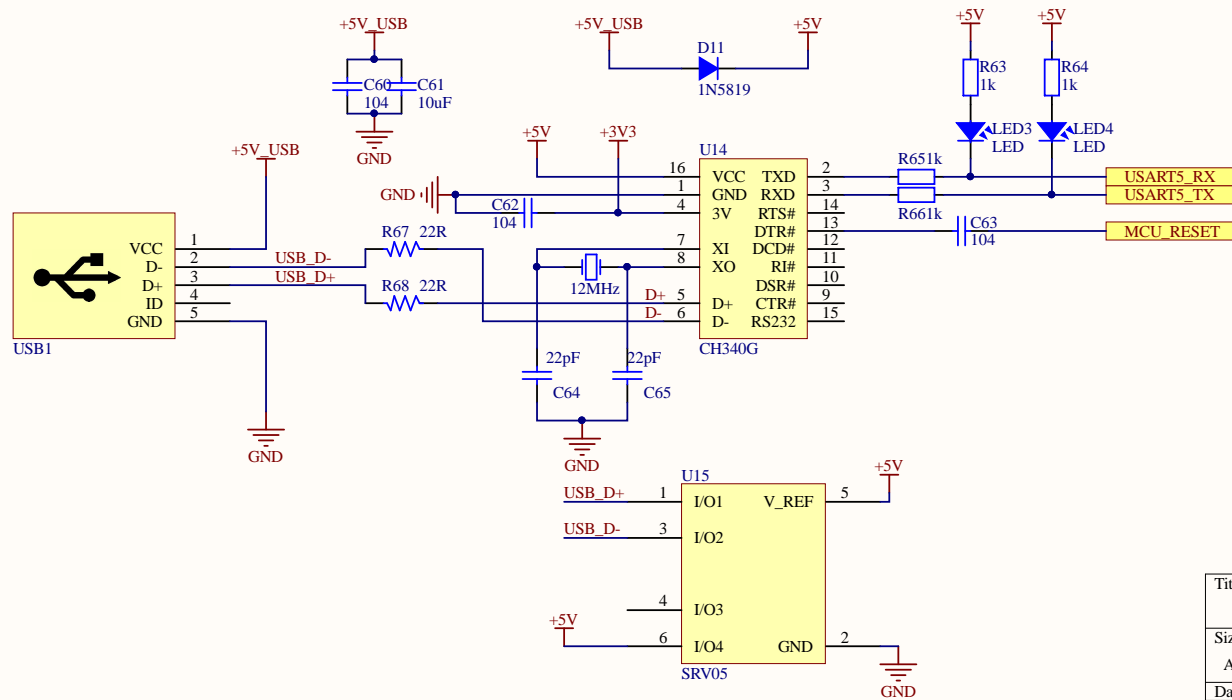 +5V_USB
+5V_USB
+5V
+5V
+5V
D11
C60
C61
R63
R64
104
10uF
1N5819
1k
1k
GND
+5V
+3V3
LED3
LED4
LED
LED
+5V_USB
U14
16
VCC
TXD
2
R651k
USART5_RX
GND
1
GND
RXD
3
R661k
USART5_TX
C62
104
4
3V
RTS#
14
C63
DTR#
13
104
MCU_RESET
VCC
1
R67
22R
7
XI
DCD#
12
D-
2
USB_D-
8
XO
RI#
11
D+
3
USB_D+
12MHz
DSR#
10
ID
4
R68
22R
D+
5
D+
CTR#
9
GND
5
D-
6
D-
RS232
15
USB1
CH340G
22pF
22pF
C64
C65
GND
GND
U15
+5V
USB_D+
1
I/O1
V_REF
5
USB_D-
3
I/O2
4
I/O3
+5V
6
I/O4
GND
2
SRV05
GND
Tit
Siz
A
Da